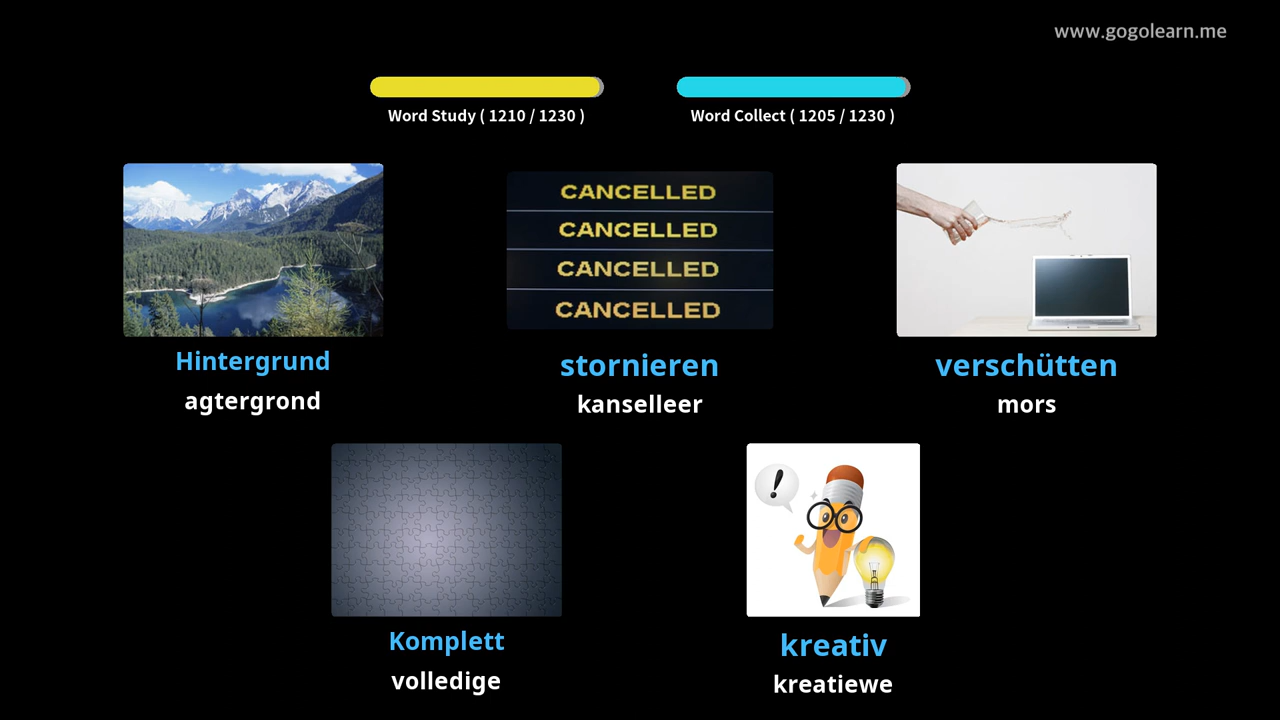 www.gogolearn.me
Word Study ( 1210 / 1230 )
Word Collect ( 1205 / 1230 )
CANCELLED
CANCELLED
CANCELLED
CANCELLED
Hintergrund
agtergrond
stornieren
kanselleer
verschütten
mors
!
Komplett
volledige
kreativ
kreatiewe